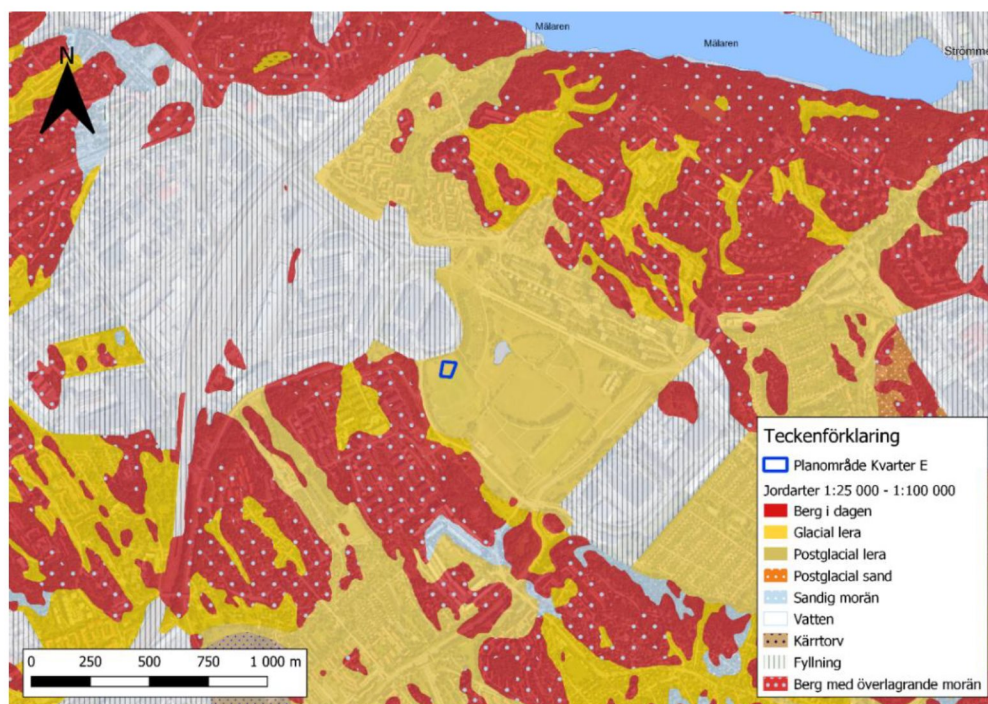 Mälaren
Mälaren
Strömme
N
Teckenförklaring
Planområde Kvarter E
Jordarter 1:25 000 - 1:100 000
Berg i dagen
Glacial lera
Postglacial lera
Postglacial sand
Sandig morän
Vatten
Kärrtorv
Fyllning
Berg med överlagrande morän
0 250 500 750 1 000 m